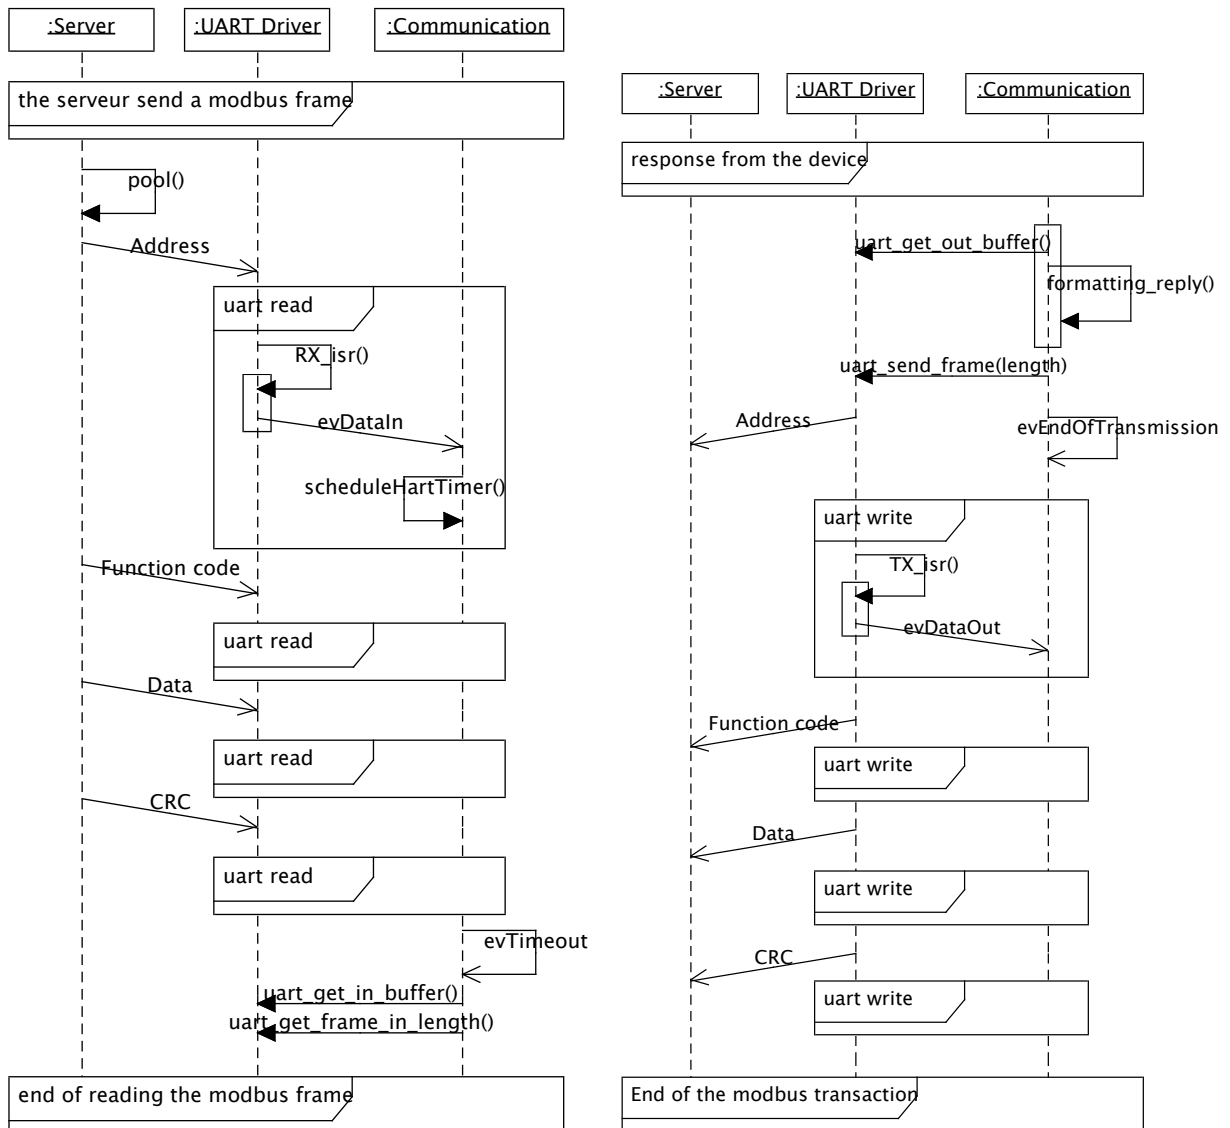 :Server
:UART Driver
:Communication
the serveur send a modbus frame
pool()
Address
uart read
RX_isr()
evDataIn
scheduleHartTimer()
Function code
uart read
Data
uart read
CRC
uart read
evTimeout
uart_get_in_buffer()
uart_get_frame_in_length()
end of reading the modbus frame
:Server
:UART Driver
:Communication
response from the device
uart_get_out_buffer()
formatting_reply()
uart_send_frame(length)
Address
evEndOfTransmission
uart write
TX_isr()
evDataOut
Function code
uart write
Data
uart write
CRC
uart write
End of the modbus transaction